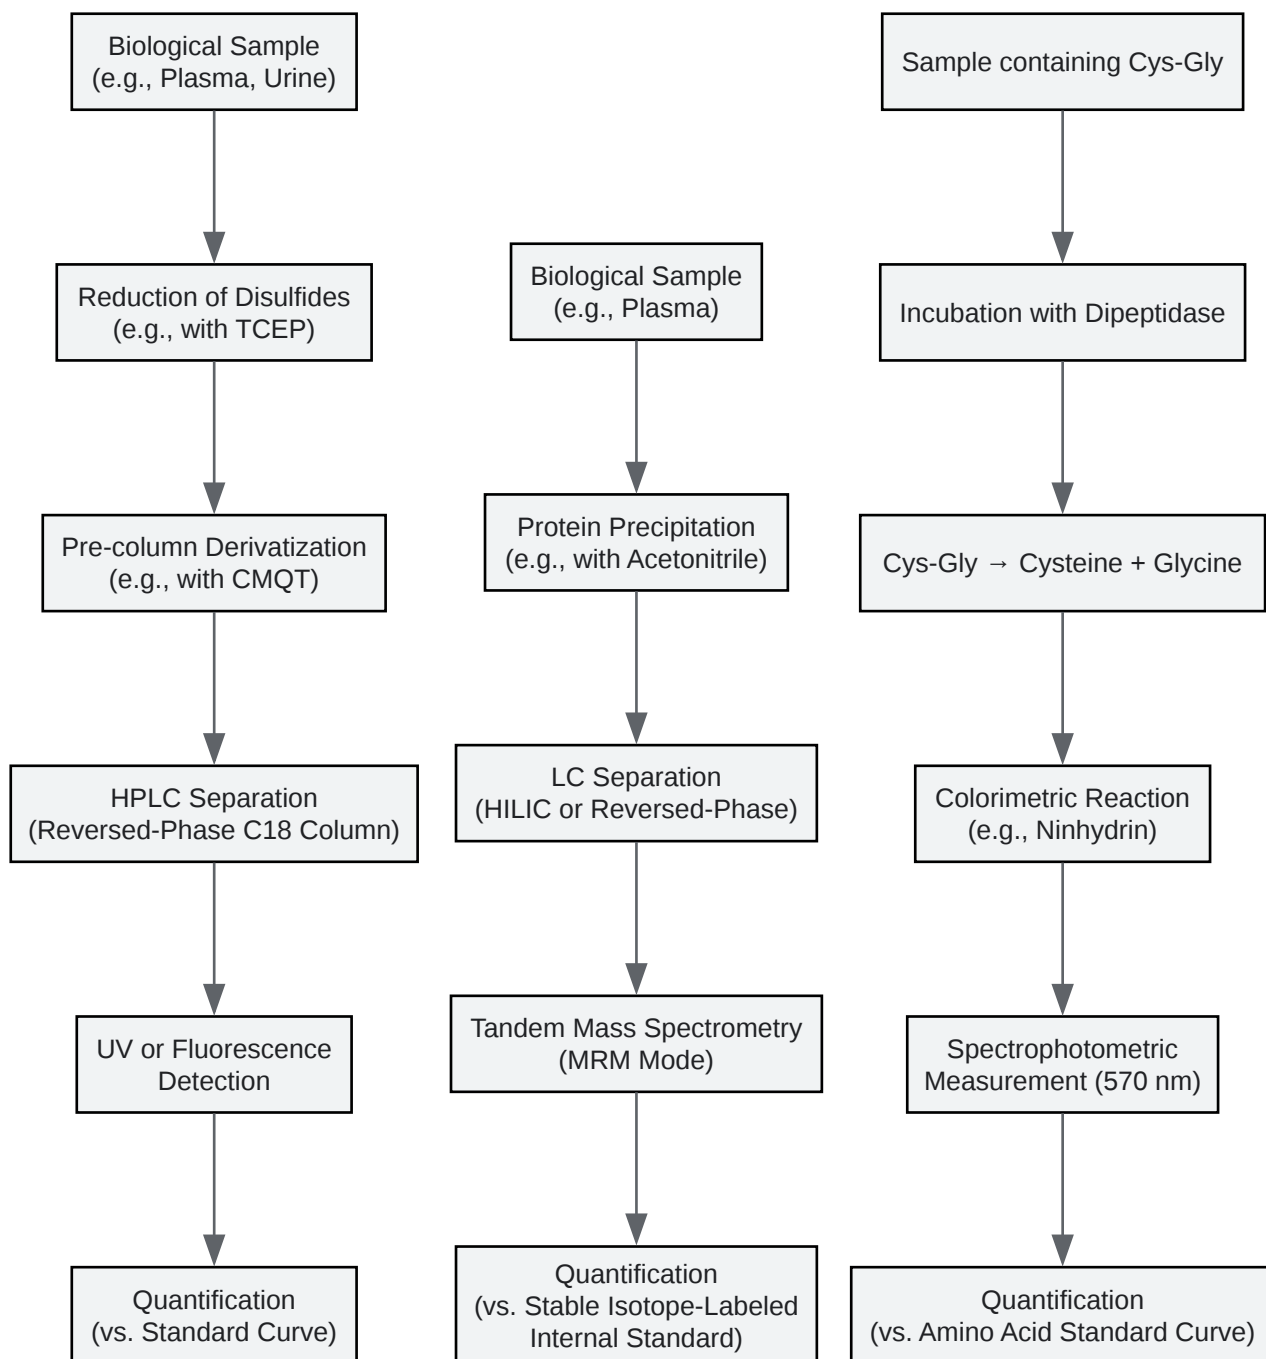 Biological Sample
(e.g., Plasma, Urine)
Reduction of Disulfides
(e.g., with TCEP)
Pre-column Derivatization
(e.g., with CMQT)
HPLC Separation
(Reversed-Phase C18 Column)
UV or Fluorescence
Detection
Quantification
(vs. Standard Curve)
Biological Sample
(e.g., Plasma)
Protein Precipitation
(e.g., with Acetonitrile)
LC Separation
(HILIC or Reversed-Phase)
Tandem Mass Spectrometry
(MRM Mode)
Quantification
(vs. Stable Isotope-Labeled
Internal Standard)
Sample containing Cys-Gly
Incubation with Dipeptidase
Cys-Gly → Cysteine + Glycine
Colorimetric Reaction
(e.g., Ninhydrin)
Spectrophotometric
Measurement (570 nm)
Quantification
(vs. Amino Acid Standard Curve)